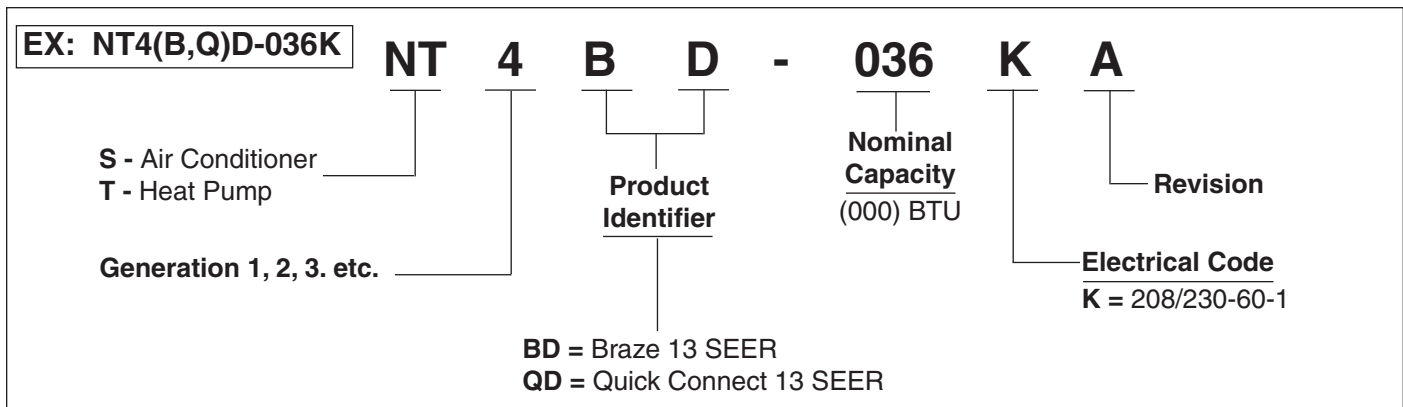 EX: NT4(B,Q)D-036K
NT 4 B D - 036 K A
S - Air Conditioner
T - Heat Pump
Generation 1, 2, 3. etc.
Product
Identifier
BD = Braze 13 SEER
QD = Quick Connect 13 SEER
Nominal
Capacity
(000) BTU
Revision
Electrical Code
K = 208/230-60-1